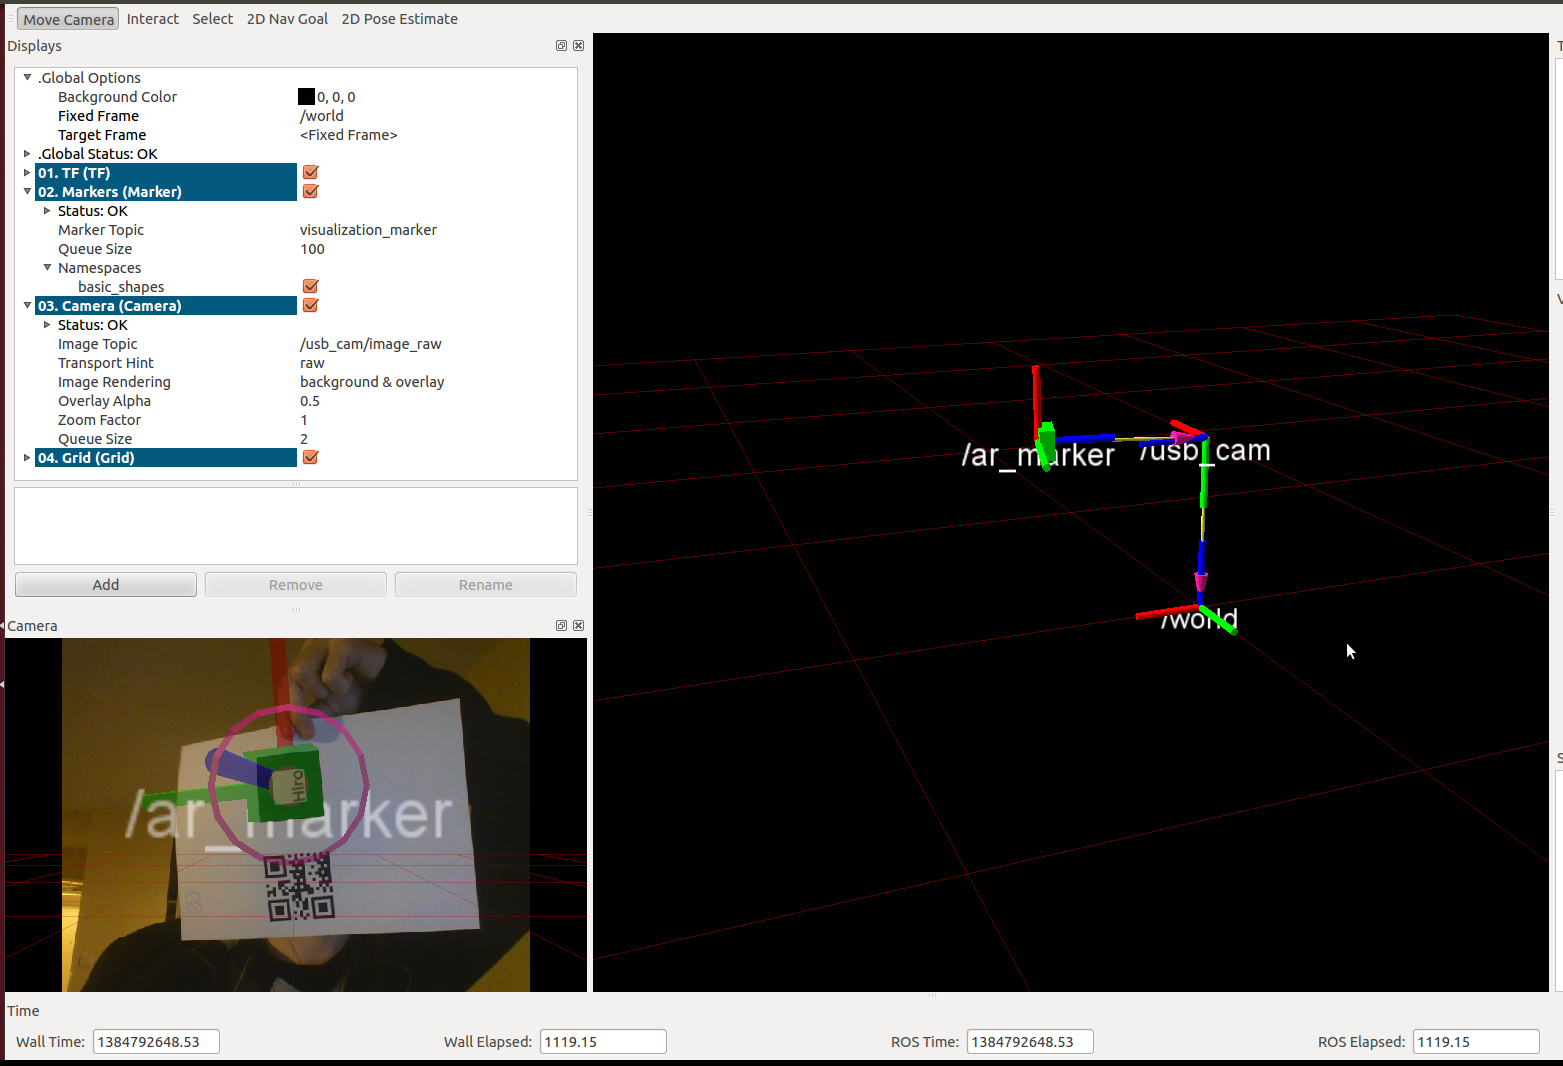 Move Camera Interact Select 2D Nav Goal 2D Pose Estimate
Displays
.Global Options
Background Color 0, 0, 0
Fixed Frame /world
Target Frame <Fixed Frame>
.Global Status: OK
01. TF (TF)
02. Markers (Marker)
Status: OK
Marker Topic visualization_marker
Queue Size 100
Namespaces
basic_shapes
03. Camera (Camera)
Status: OK
Image Topic /usb_cam/image_raw
Transport Hint raw
Image Rendering background & overlay
Overlay Alpha 0.5
Zoom Factor 1
Queue Size 2
04. Grid (Grid)
Add Remove Rename
Camera
Hiro
/ar_marker
/ar_marker /usb_cam
/world
Time
Wall Time: 1384792648.53 Wall Elapsed: 1119.15 ROS Time: 1384792648.53 ROS Elapsed: 1119.15